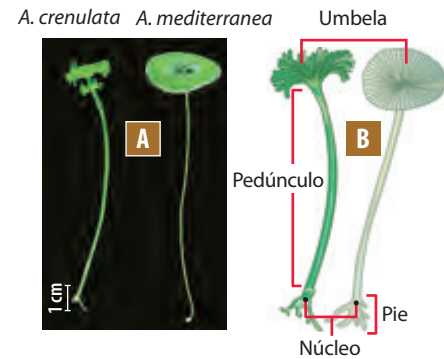 A. crenulata A. mediterranea
Umbela
A
B
Pedúnculo
1 cm
Pie
Núcleo